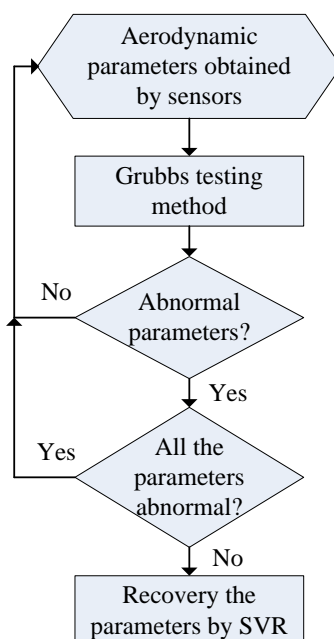 Aerodynamic
parameters obtained
by sensors
Grubbs testing
method
No
Abnormal
parameters?
Yes
Yes
All the
parameters
abnormal?
No
Recovery the
parameters by SVR